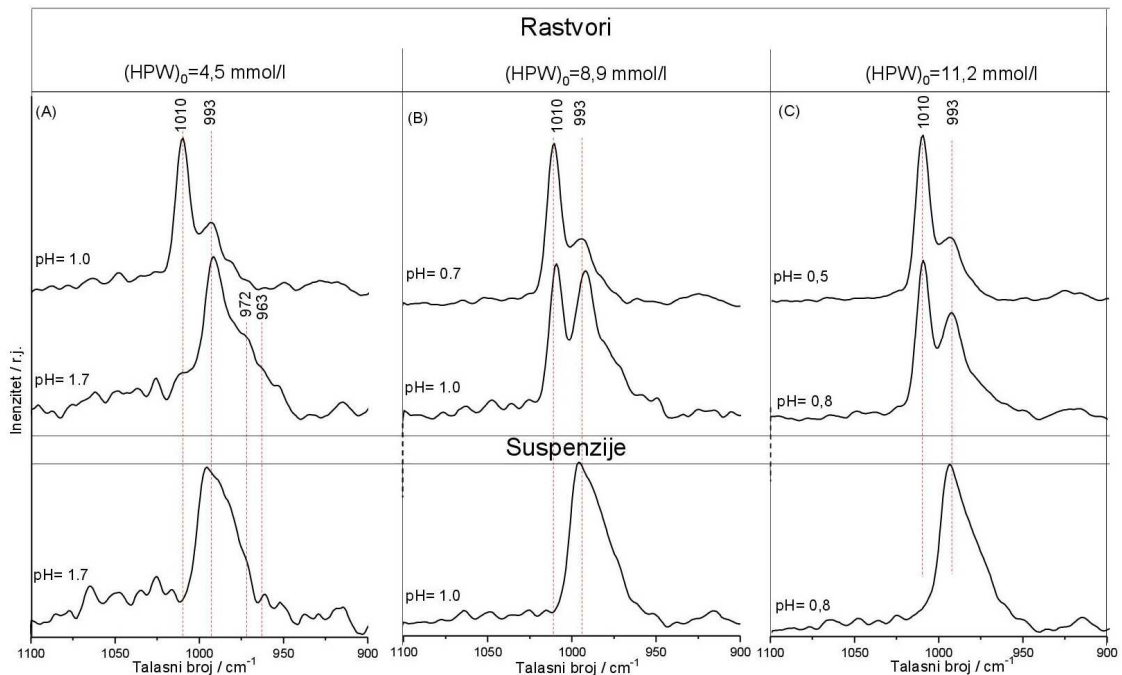 Rastvori
(HPW)₀=4,5 mmol/l
(HPW)₀=8,9 mmol/l
(HPW)₀=11,2 mmol/l
(A)
1010
993
pH= 1.0
972
963
pH= 1.7
(B)
1010
993
pH= 0.7
pH= 1.0
(C)
1010
993
pH= 0,5
pH= 0,8
Inenzitet / r.j.
Suspenzije
pH= 1.7
pH= 1.0
pH= 0,8
1100 1050 1000 950 900
1100 1050 1000 950 900
1100 1050 1000 950 900
Talasni broj / cm⁻¹
Talasni broj / cm⁻¹
Talasni broj / cm⁻¹